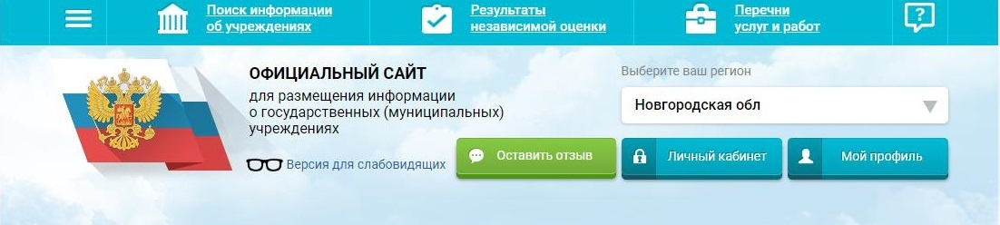 Поиск информации
об учреждениях
Результаты
независимой оценки
Перечни
услуг и работ
?
ОФИЦИАЛЬНЫЙ САЙТ
для размещения информации
о государственных (муниципальных)
учреждениях
Версия для слабовидящих
Выберите ваш регион
Новгородская обл
Оставить отзыв
Личный кабинет
Мой профиль